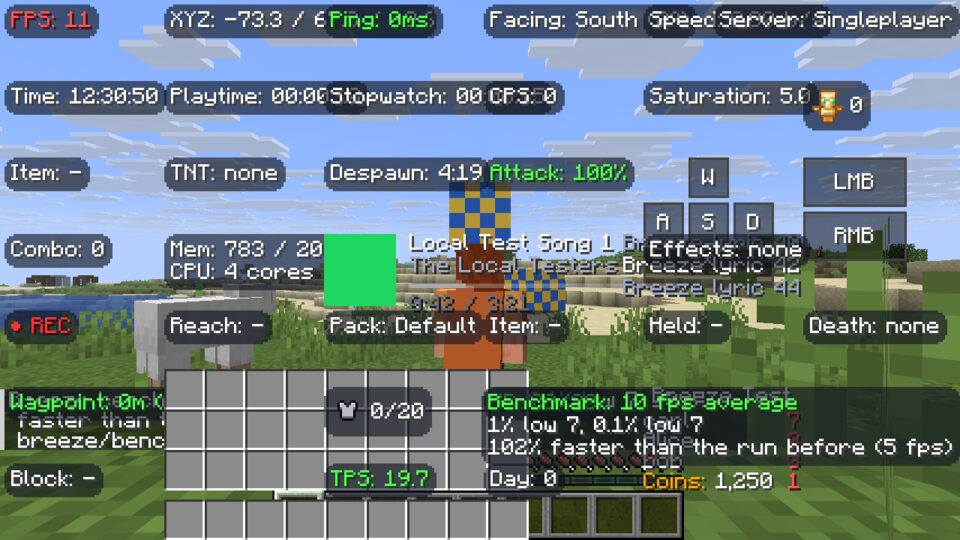 FPS: 11
XYZ: -73.3 / 6
Ping: 0ms
Facing: South
Speed
Server: Singleplayer
Time: 12:30:50
Playtime: 00:00
Stopwatch: 00
CPS: 0
Saturation: 5.0
0
Item: -
TNT: none
Despawn: 4:19
Attack: 100%
W
LMB
A
S
D
RMB
Combo: 0
Mem: 783 / 20
CPU: 4 cores
Local Test Song 1
The Local Testers
9:42 / 3:2
Effects: none
Breeze lyric 42
Breeze lyric 44
REC
Reach: -
Pack: Default
Item: -
Held: -
Death: none
Waypoint: 0m
faster than
breeze/benc
0/20
Breeze Test
Benchmark: 10 fps average
1% low 7, 0.1% low 7
102% faster than the run before (5 fps)
Block: -
TPS: 19.7
Day: 0
Coins: 1,250
1